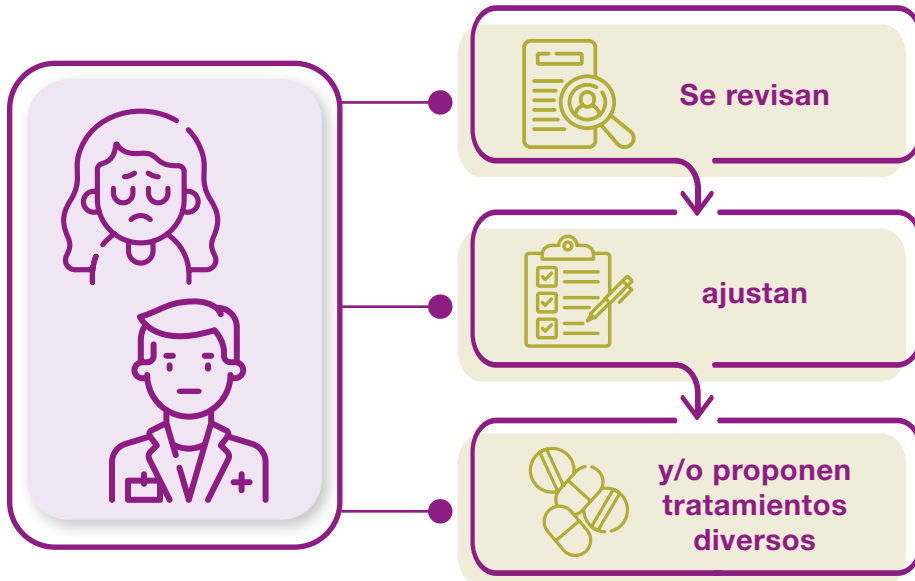 Se revisan
ajustan
y/o proponen
tratamientos
diversos